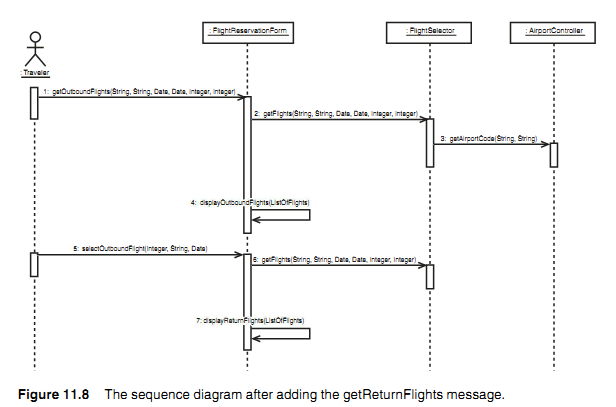 : FlightReservationForm
: FlightSelector
: AirportController
: Traveler
1: getOutboundFlights(String, String, Date, Date, Integer, Integer)
2: getFlights(String, String, Date, Date, Integer, Integer)
3: getAirportCode(String, String)
4: displayOutboundFlights(ListOfFlights)
5: selectOutboundFlight(Integer, String, Date)
6: getFlights(String, String, Date, Date, Integer, Integer)
7: displayReturnFlights(ListOfFlights)
Figure 11.8 The sequence diagram after adding the getReturnFlights message.